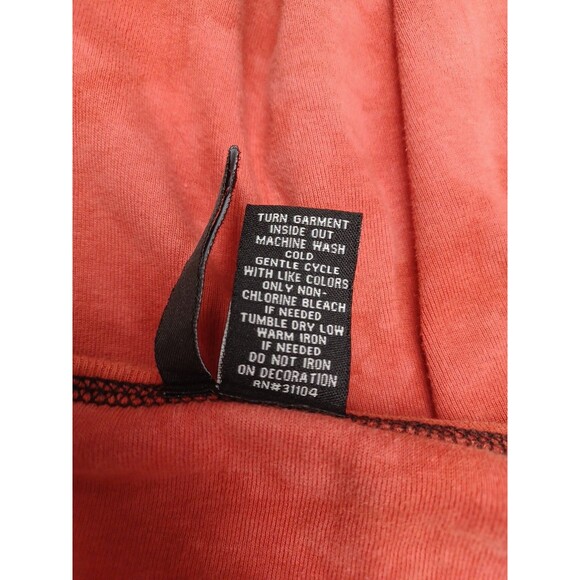 TURN GARMENT
INSIDE OUT
MACHINE WASH
COLD
GENTLE CYCLE
WITH LIKE COLORS
ONLY NON-
CHLORINE BLEACH
IF NEEDED
TUMBLE DRY LOW
WARM IRON
IF NEEDED
DO NOT IRON
ON DECORATION
RN#31104